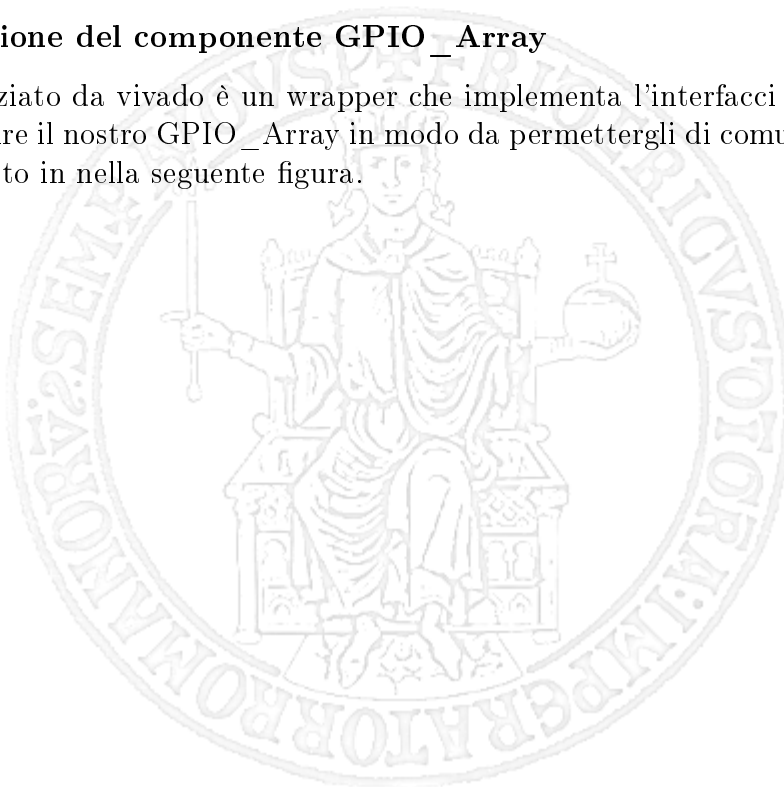 ione del componente GPIO_Array
ziato da vivado è un wrapper che implementa l'interfacci
re il nostro GPIO_Array in modo da permettergli di comu
to in nella seguente figura.